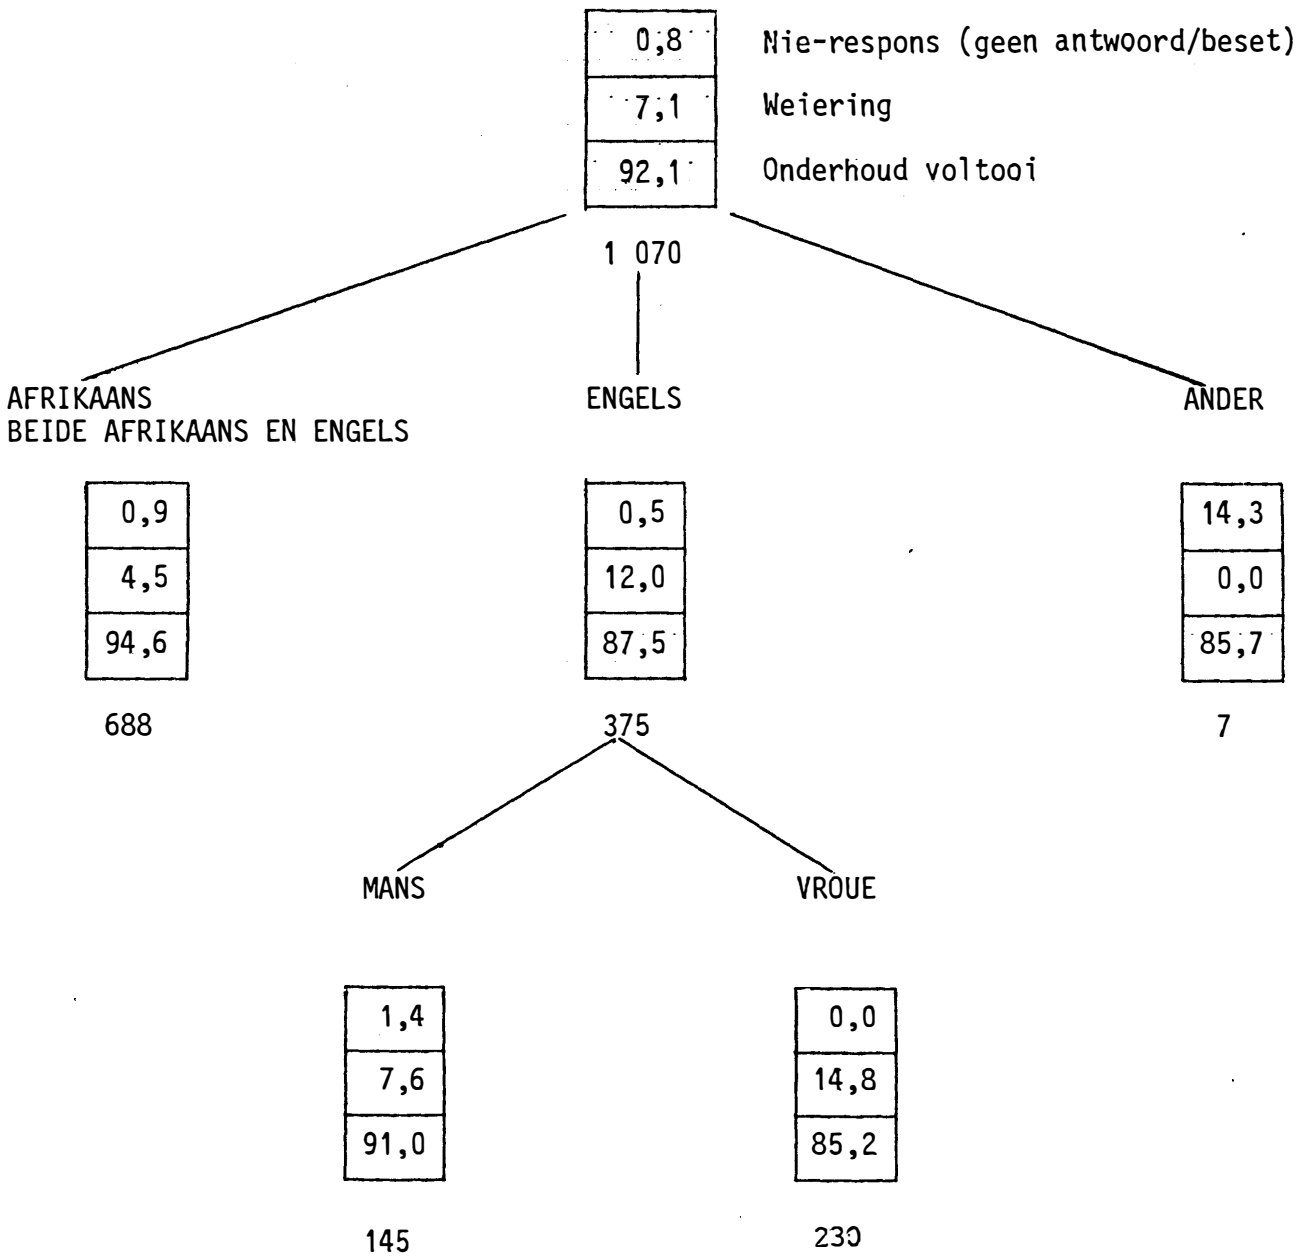 0,8 Nie-respons (geen antwoord/beset)
7,1 Weiering
92,1 Onderhoud voltooi
1 070
AFRIKAANS
BEIDE AFRIKAANS EN ENGELS
ENGELS
ANDER
0,9
4,5
94,6
688
0,5
12,0
87,5
375
14,3
0,0
85,7
7
MANS
VROUE
1,4
7,6
91,0
145
0,0
14,8
85,2
230